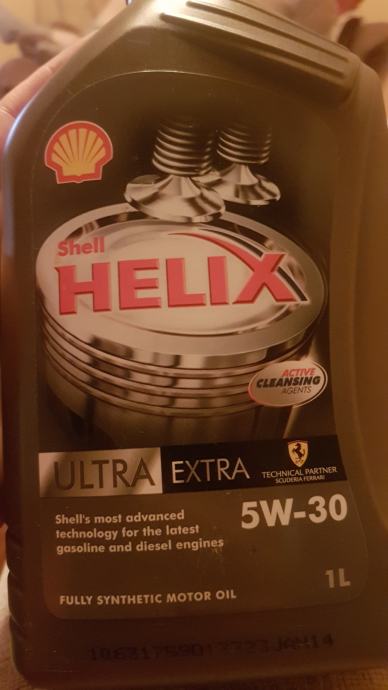 Shell
HELIX
ACTIVE
CLEANSING
AGENTS
ULTRA EXTRA
TECHNICAL PARTNER
SCUDERIA FERRARI
Shell's most advanced
technology for the latest
gasoline and diesel engines
5W-30
1L
FULLY SYNTHETIC MOTOR OIL